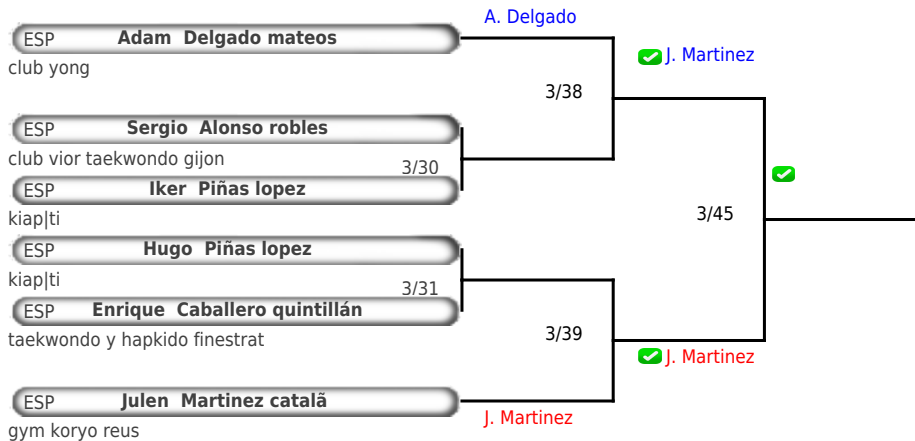 A. Delgado
ESP Adam Delgado mateos
club yong
J. Martinez
3/38
ESP Sergio Alonso robles
club vior taekwondo gijon
3/30
ESP Iker Piñas lopez
kiap|ti
3/45
ESP Hugo Piñas lopez
kiap|ti
3/31
ESP Enrique Caballero quintillán
taekwondo y hapkido finestrat
3/39
J. Martinez
ESP Julen Martinez catalã
J. Martinez
gym koryo reus